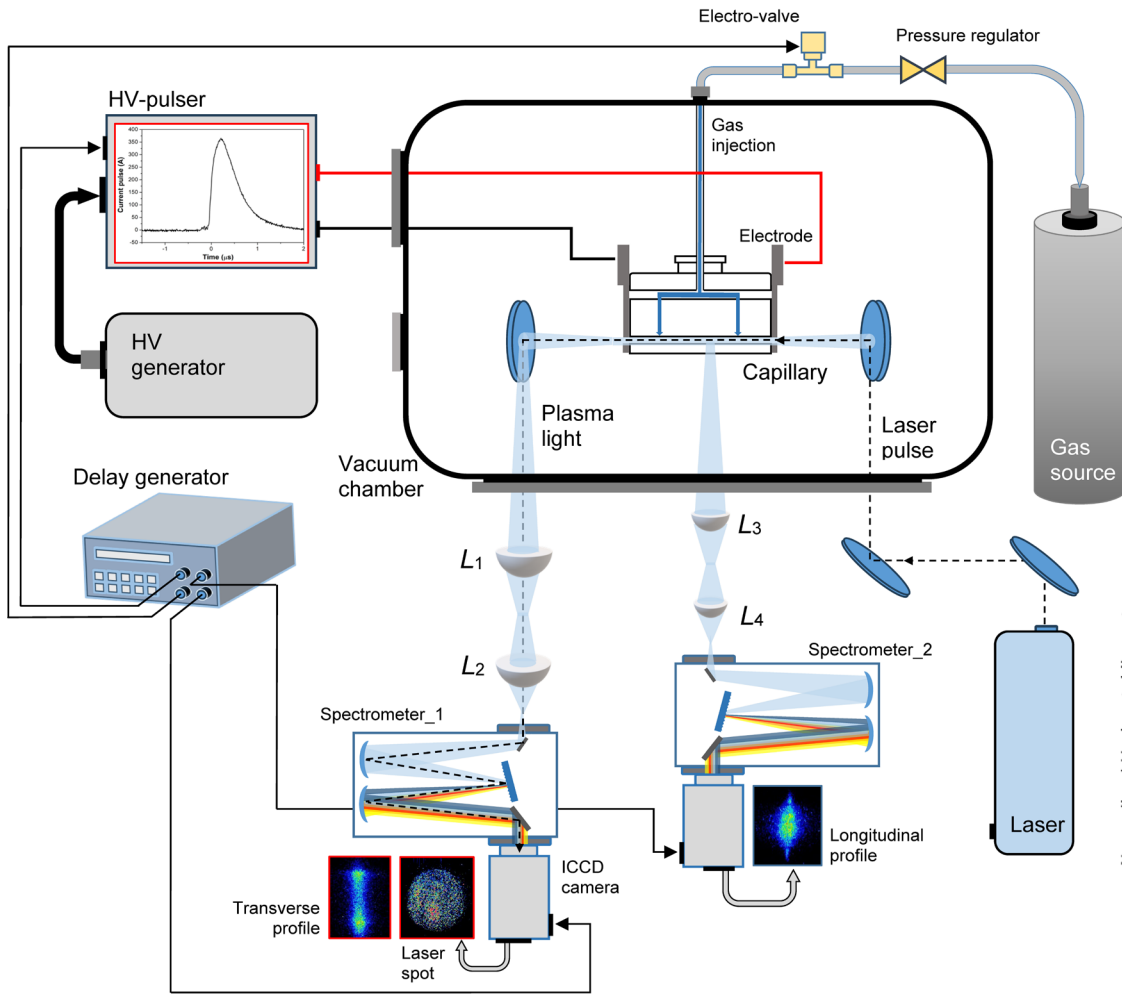 Electro-valve
Pressure regulator
HV-pulser
400
350
300
250
200
150
100
50
0
-50
Current pulse (A)
-1
0
1
2
Time (µs)
Gas
injection
Electrode
HV
generator
Capillary
Plasma
light
Laser
pulse
Gas
source
Vacuum
chamber
Delay generator
L3
L1
L4
L2
Spectrometer_2
Spectrometer_1
Laser
Longitudinal
profile
ICCD
camera
Transverse
profile
Laser
spot